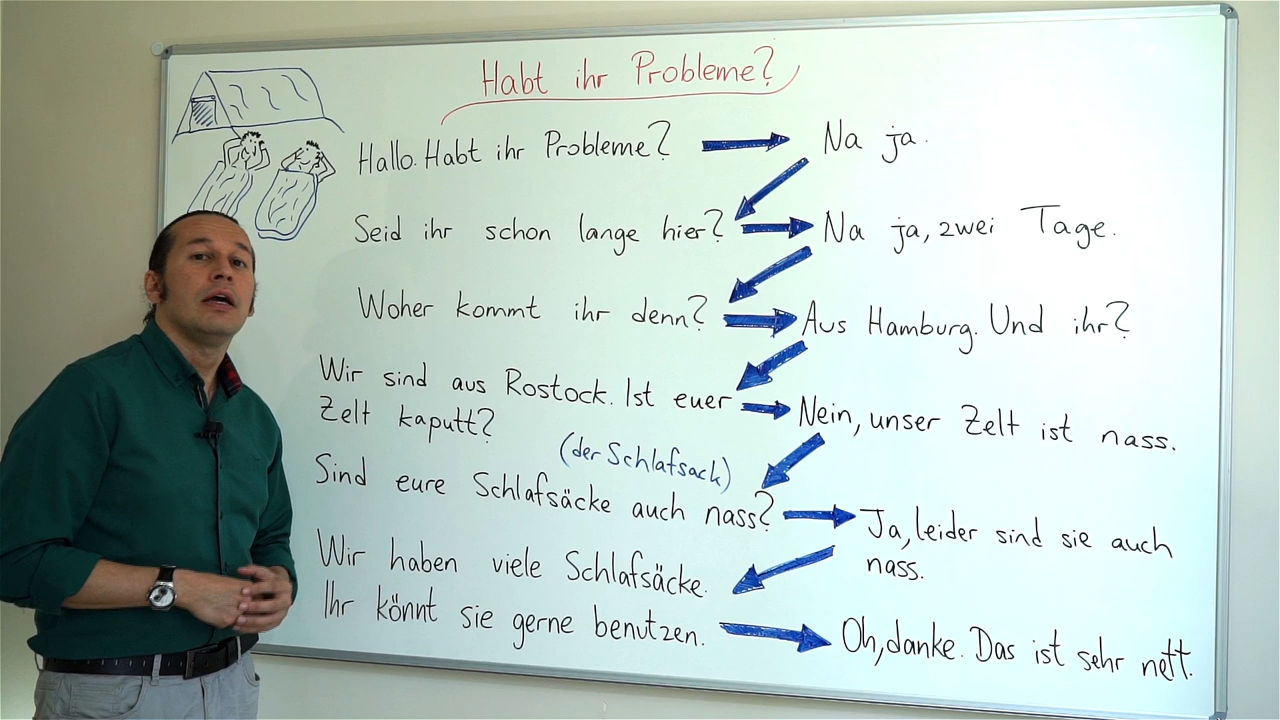 Habt ihr Probleme?
Hallo. Habt ihr Probleme?
Na ja.
Seid ihr schon lange hier?
Na ja, zwei Tage.
Woher kommt ihr denn?
Aus Hamburg. Und ihr?
Wir sind aus Rostock. Ist euer
Zelt kaputt?
Nein, unser Zelt ist nass.
(der Schlafsack)
Sind eure Schlafsäcke auch nass?
Ja, leider sind sie auch
nass.
Wir haben viele Schlafsäcke.
Ihr könnt sie gerne benutzen.
Oh, danke. Das ist sehr nett.